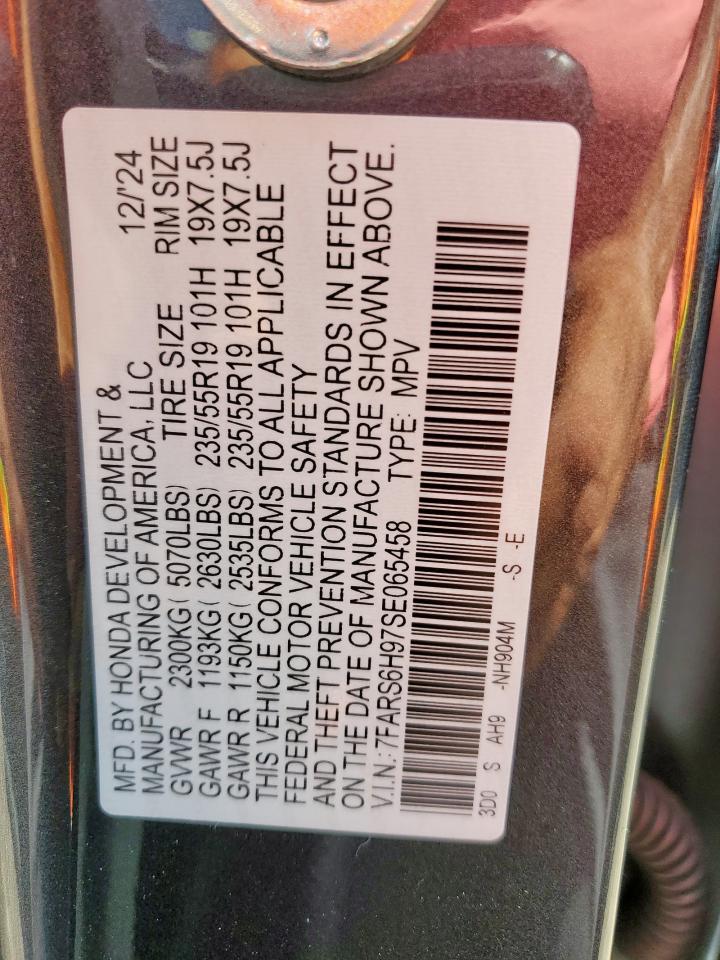 MFD. BY HONDA DEVELOPMENT &
MANUFACTURING OF AMERICA, LLC 12/'24
GVWR 2300KG( 5070LBS) TIRE SIZE RIM SIZE
GAWR F 1193KG( 2630LBS) 235/55R19 101H 19X7.5J
GAWR R 1150KG( 2535LBS) 235/55R19 101H 19X7.5J
THIS VEHICLE CONFORMS TO ALL APPLICABLE
FEDERAL MOTOR VEHICLE SAFETY
AND THEFT PREVENTION STANDARDS IN EFFECT
ON THE DATE OF MANUFACTURE SHOWN ABOVE.
V.I.N.: 7FARS6H97SE065458 TYPE: MPV
3D0 S AH9 -NH904M -S -E